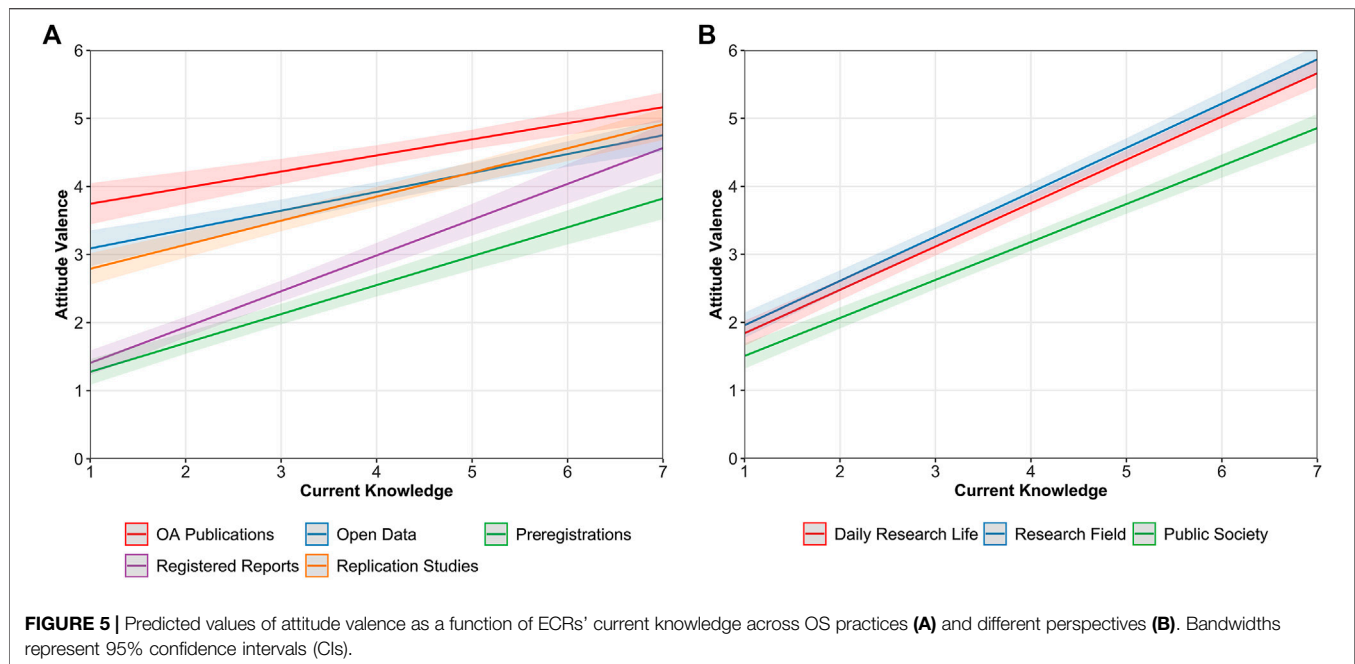 A
B
6
5
4
3
2
1
0
Attitude Valence
1 2 3 4 5 6 7
Current Knowledge
OA Publications Open Data Preregistrations
Registered Reports Replication Studies
6
5
4
3
2
1
0
Attitude Valence
1 2 3 4 5 6 7
Current Knowledge
Daily Research Life Research Field Public Society
FIGURE 5 | Predicted values of attitude valence as a function of ECRs' current knowledge across OS practices (A) and different perspectives (B). Bandwidths
represent 95% confidence intervals (CIs).